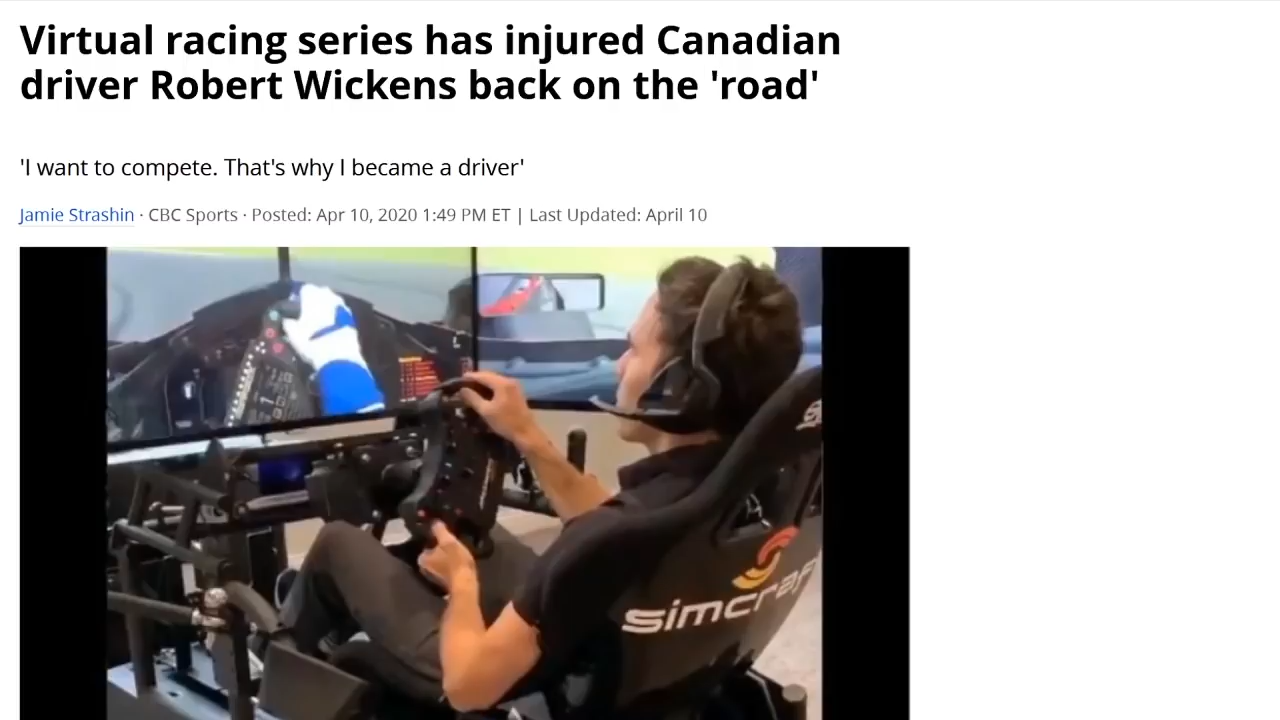 Virtual racing series has injured Canadian
driver Robert Wickens back on the 'road'
'I want to compete. That's why I became a driver'
Jamie Strashin · CBC Sports · Posted: Apr 10, 2020 1:49 PM ET | Last Updated: April 10
simcraft